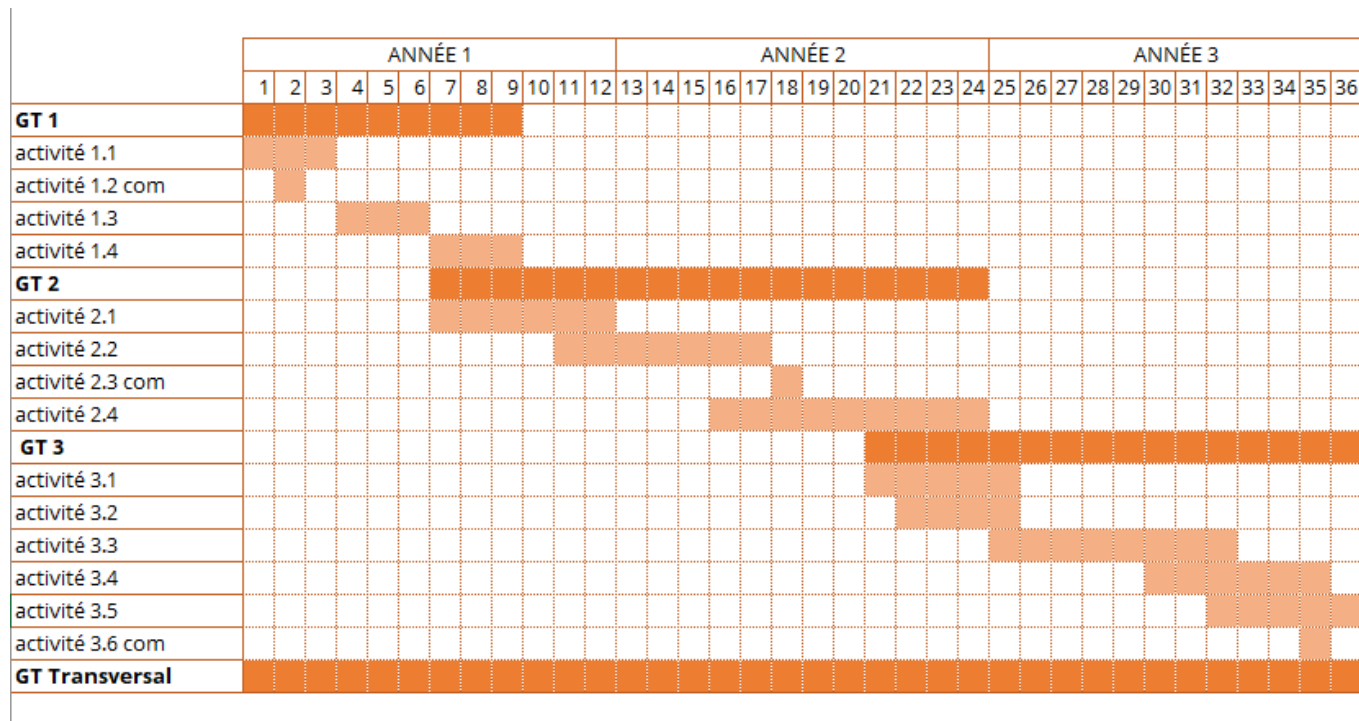 ANNÉE 1 ANNÉE 2 ANNÉE 3
1 2 3 4 5 6 7 8 9 10 11 12 13 14 15 16 17 18 19 20 21 22 23 24 25 26 27 28 29 30 31 32 33 34 35 36
GT 1
activité 1.1
activité 1.2 com
activité 1.3
activité 1.4
GT 2
activité 2.1
activité 2.2
activité 2.3 com
activité 2.4
GT 3
activité 3.1
activité 3.2
activité 3.3
activité 3.4
activité 3.5
activité 3.6 com
GT Transversal